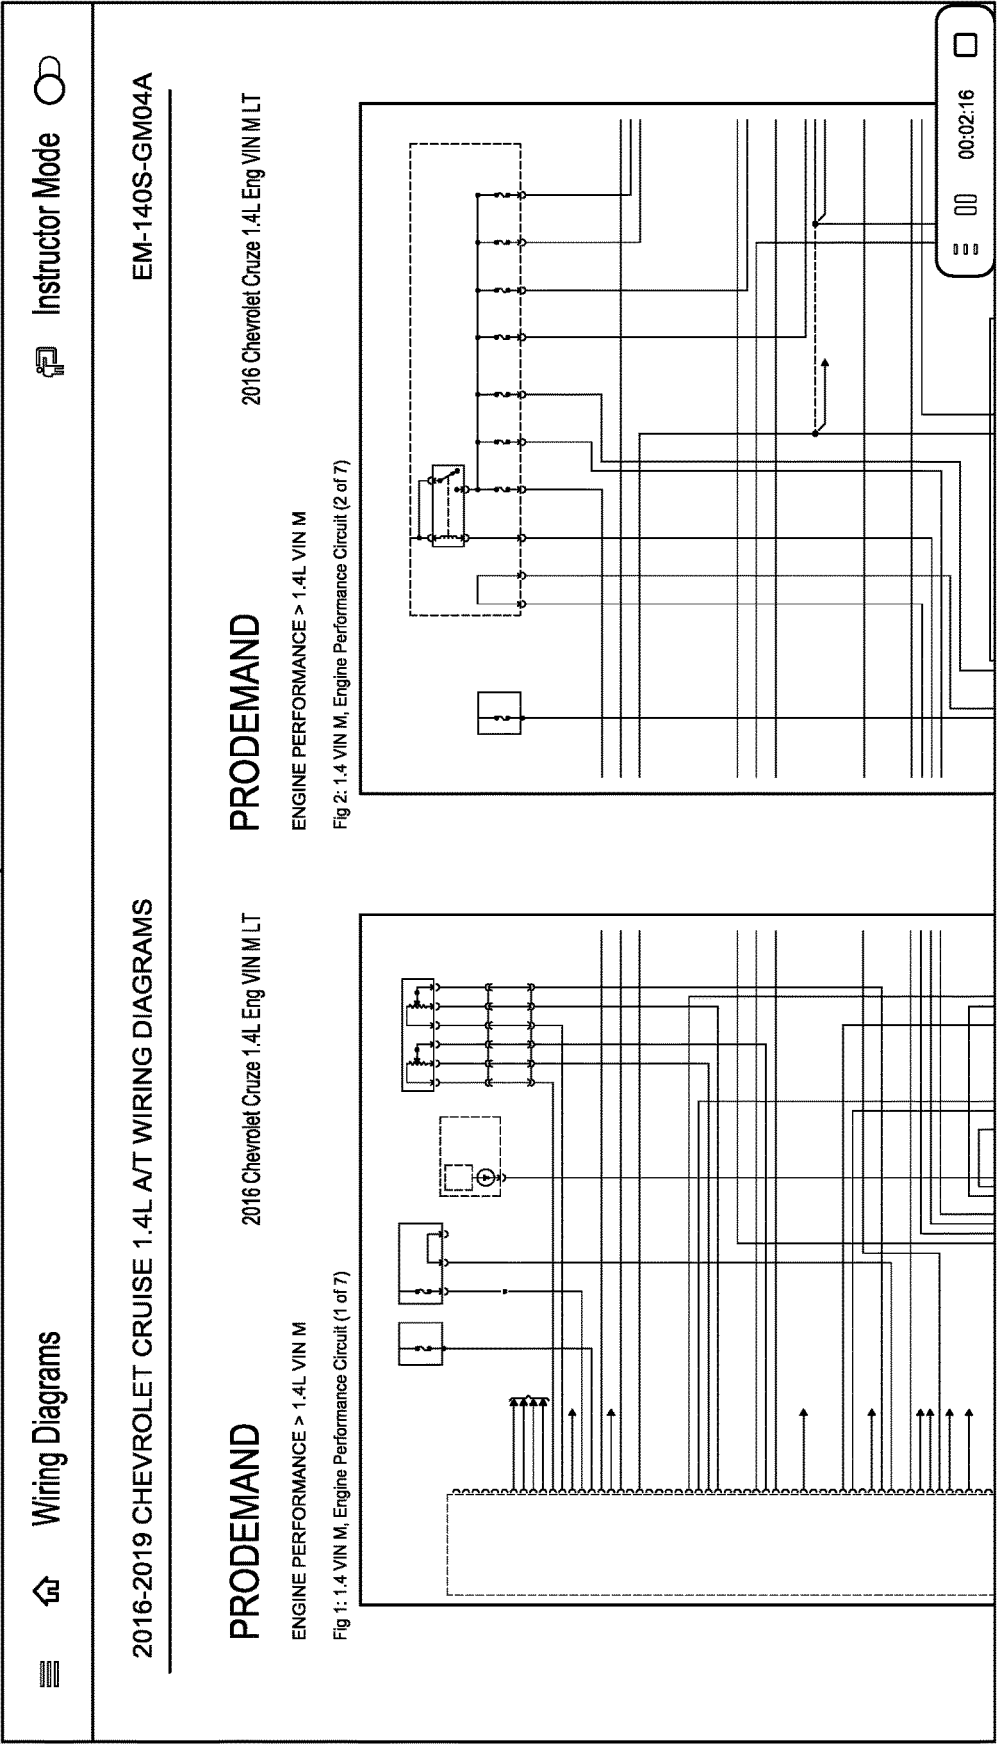 Wiring Diagrams
Instructor Mode
2016-2019 CHEVROLET CRUISE 1.4L A/T WIRING DIAGRAMS
EM-140S-GM04A
PRODEMAND
2016 Chevrolet Cruze 1.4L Eng VIN M LT
ENGINE PERFORMANCE > 1.4L VIN M
Fig 1: 1.4 VIN M, Engine Performance Circuit (1 of 7)
PRODEMAND
2016 Chevrolet Cruze 1.4L Eng VIN M LT
ENGINE PERFORMANCE > 1.4L VIN M
Fig 2: 1.4 VIN M, Engine Performance Circuit (2 of 7)
00:02:16